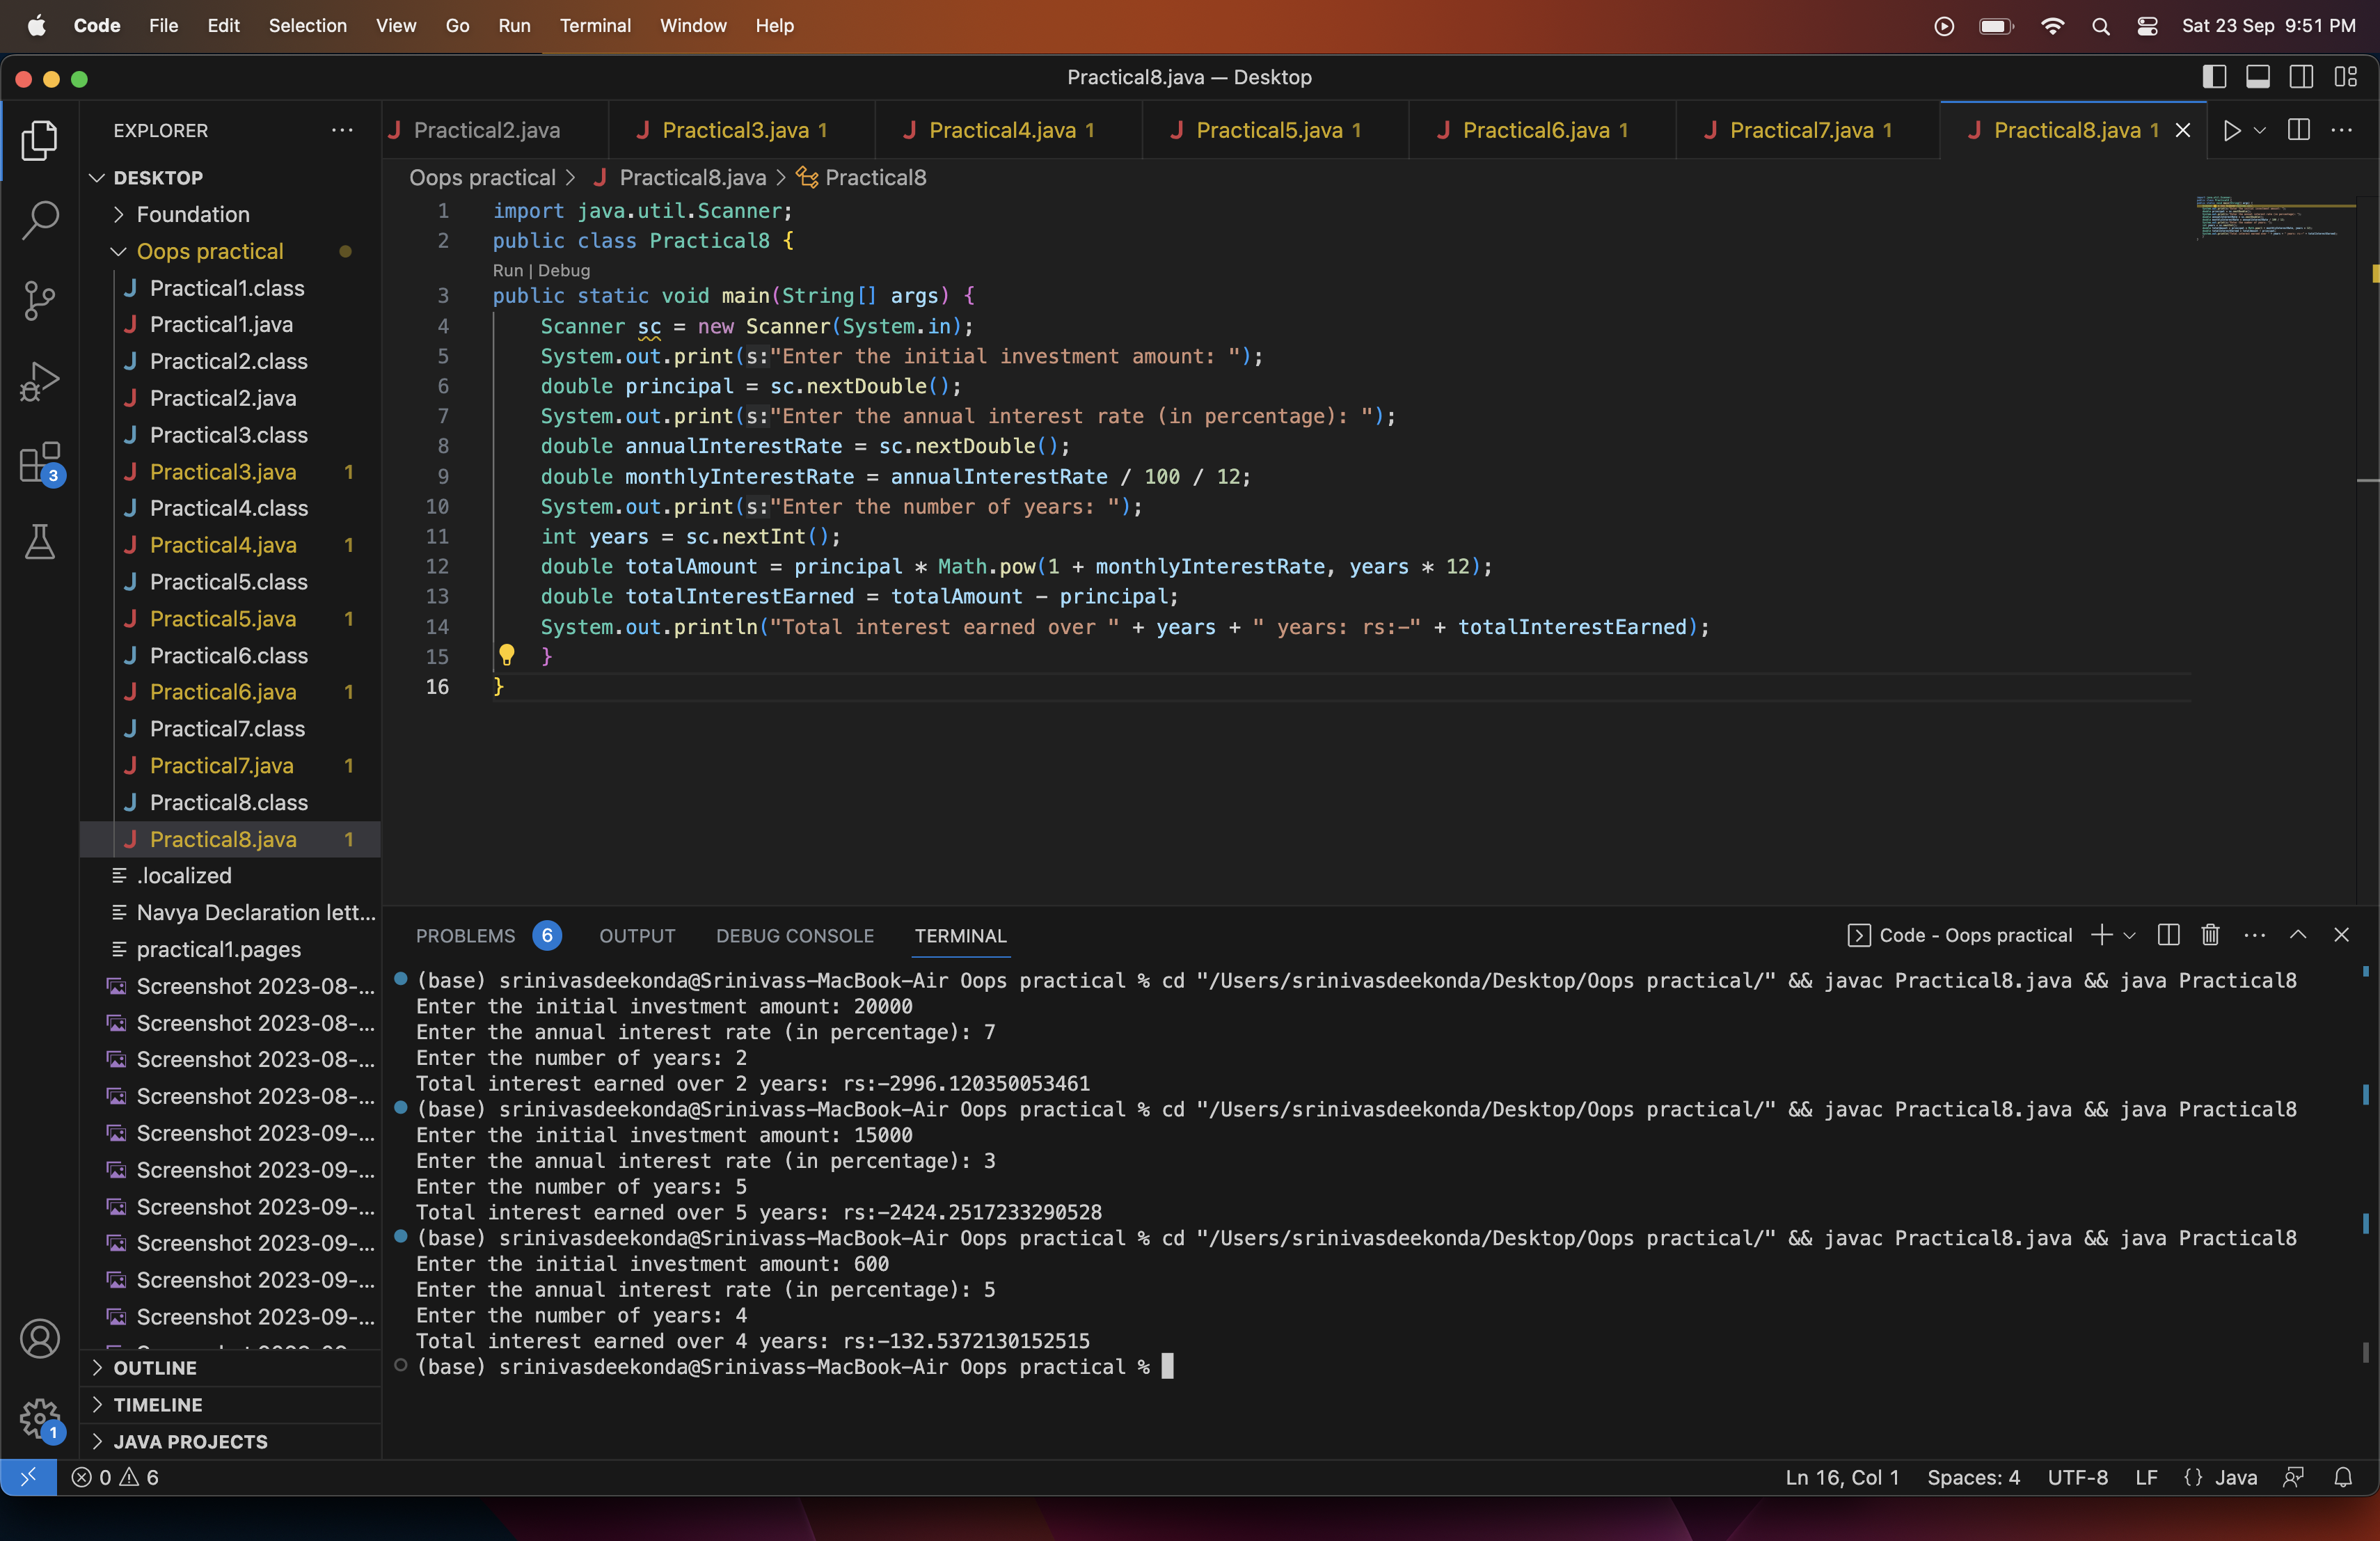 Code File Edit Selection View Go Run Terminal Window Help Sat 23 Sep 9:51 PM
Practical8.java — Desktop
EXPLORER
Practical2.java Practical3.java 1 Practical4.java 1 Practical5.java 1 Practical6.java 1 Practical7.java 1 Practical8.java 1
DESKTOP
Foundation
Oops practical
Practical1.class
Practical1.java
Practical2.class
Practical2.java
Practical3.class
Practical3.java 1
Practical4.class
Practical4.java 1
Practical5.class
Practical5.java 1
Practical6.class
Practical6.java 1
Practical7.class
Practical7.java 1
Practical8.class
Practical8.java 1
.localized
Navya Declaration lett...
practical1.pages
Screenshot 2023-08-...
Screenshot 2023-08-...
Screenshot 2023-08-...
Screenshot 2023-08-...
Screenshot 2023-09-...
Screenshot 2023-09-...
Screenshot 2023-09-...
Screenshot 2023-09-...
Screenshot 2023-09-...
Screenshot 2023-09-...
OUTLINE
TIMELINE
JAVA PROJECTS
3
1
Oops practical > Practical8.java > Practical8
1 import java.util.Scanner;
2 public class Practical8 {
Run | Debug
3 public static void main(String[] args) {
4 Scanner sc = new Scanner(System.in);
5 System.out.print(s:"Enter the initial investment amount: ");
6 double principal = sc.nextDouble();
7 System.out.print(s:"Enter the annual interest rate (in percentage): ");
8 double annualInterestRate = sc.nextDouble();
9 double monthlyInterestRate = annualInterestRate / 100 / 12;
10 System.out.print(s:"Enter the number of years: ");
11 int years = sc.nextInt();
12 double totalAmount = principal * Math.pow(1 + monthlyInterestRate, years * 12);
13 double totalInterestEarned = totalAmount - principal;
14 System.out.println("Total interest earned over " + years + " years: rs:-" + totalInterestEarned);
15 }
16 }
PROBLEMS 6 OUTPUT DEBUG CONSOLE TERMINAL Code - Oops practical
(base) srinivasdeekonda@Srinivass-MacBook-Air Oops practical % cd "/Users/srinivasdeekonda/Desktop/Oops practical/" && javac Practical8.java && java Practical8
Enter the initial investment amount: 20000
Enter the annual interest rate (in percentage): 7
Enter the number of years: 2
Total interest earned over 2 years: rs:-2996.120350053461
(base) srinivasdeekonda@Srinivass-MacBook-Air Oops practical % cd "/Users/srinivasdeekonda/Desktop/Oops practical/" && javac Practical8.java && java Practical8
Enter the initial investment amount: 15000
Enter the annual interest rate (in percentage): 3
Enter the number of years: 5
Total interest earned over 5 years: rs:-2424.2517233290528
(base) srinivasdeekonda@Srinivass-MacBook-Air Oops practical % cd "/Users/srinivasdeekonda/Desktop/Oops practical/" && javac Practical8.java && java Practical8
Enter the initial investment amount: 600
Enter the annual interest rate (in percentage): 5
Enter the number of years: 4
Total interest earned over 4 years: rs:-132.5372130152515
(base) srinivasdeekonda@Srinivass-MacBook-Air Oops practical %
0 6 Ln 16, Col 1 Spaces: 4 UTF-8 LF {} Java